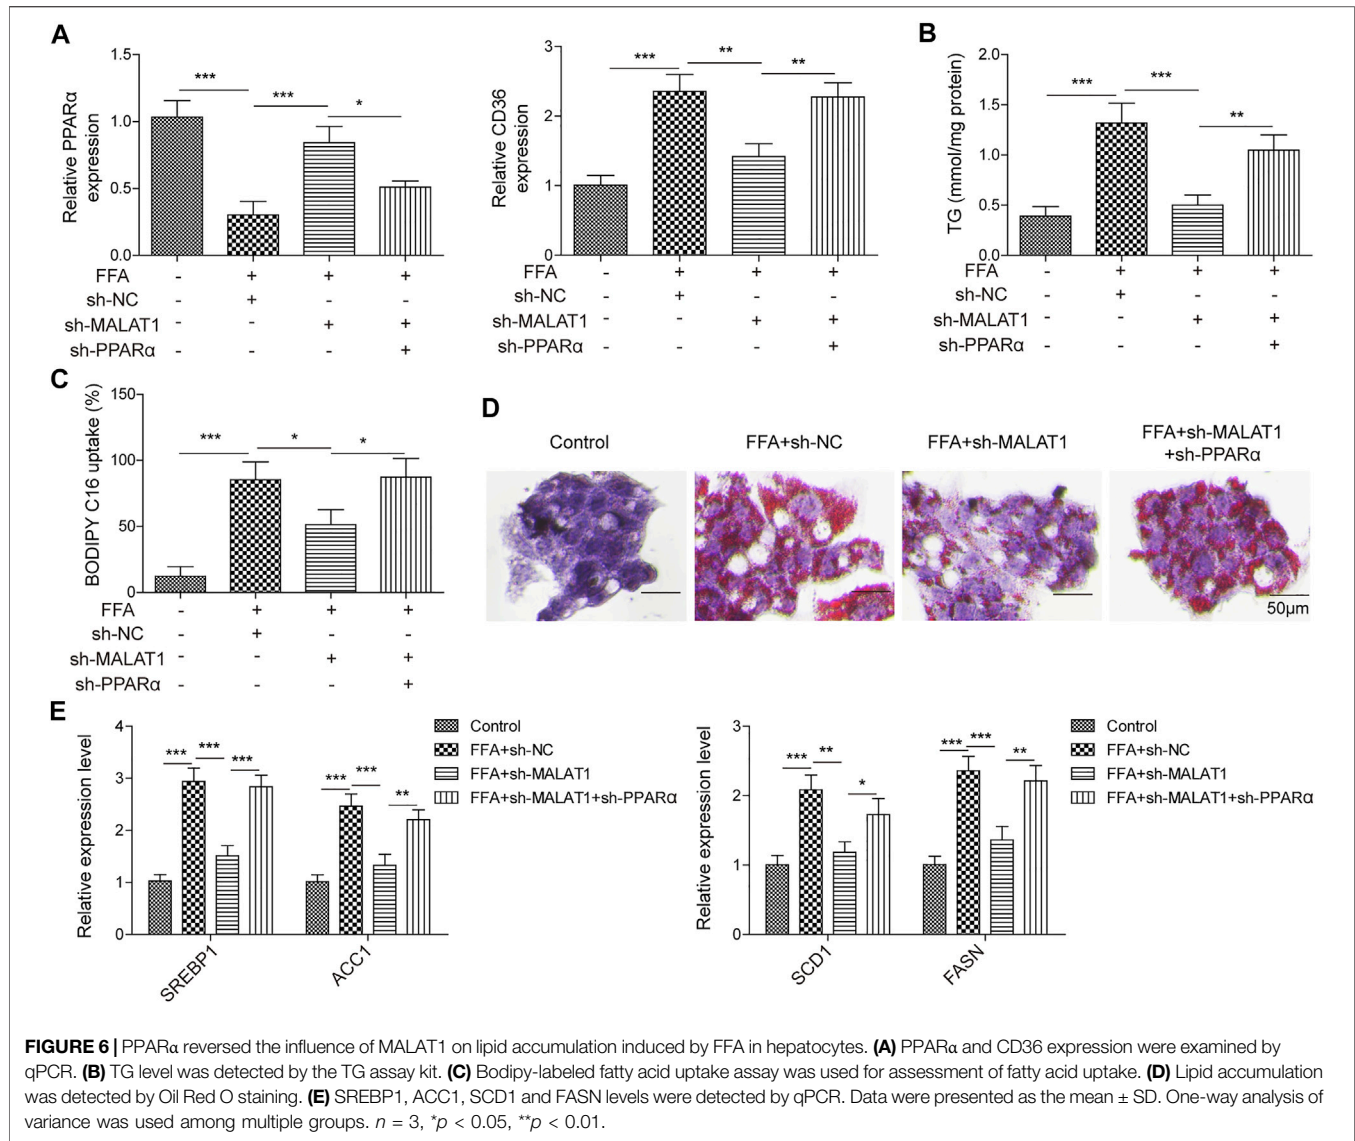 A
Relative PPARα
expression
1.5
1.0
0.5
0.0
*** *** *
FFA - + + +
sh-NC - + - -
sh-MALAT1 - - + +
sh-PPARα - - - +
Relative CD36
expression
3
2
1
0
*** ** **
FFA - + + +
sh-NC - + - -
sh-MALAT1 - - + +
sh-PPARα - - - +
B
TG (mmol/mg protein)
2.0
1.5
1.0
0.5
0.0
*** *** **
FFA - + + +
sh-NC - + - -
sh-MALAT1 - - + +
sh-PPARα - - - +
C
BODIPY C16 uptake (%)
150
100
50
0
*** * *
FFA - + + +
sh-NC - + - -
sh-MALAT1 - - + +
sh-PPARα - - - +
D
Control
FFA+sh-NC
FFA+sh-MALAT1
FFA+sh-MALAT1
+sh-PPARα
50μm
E
Relative expression level
4
3
2
1
0
*** *** ***
*** *** **
SREBP1
ACC1
Control
FFA+sh-NC
FFA+sh-MALAT1
FFA+sh-MALAT1+sh-PPARα
Relative expression level
3
2
1
0
*** ** *
*** *** **
SCD1
FASN
Control
FFA+sh-NC
FFA+sh-MALAT1
FFA+sh-MALAT1+sh-PPARα
FIGURE 6 | PPARα reversed the influence of MALAT1 on lipid accumulation induced by FFA in hepatocytes. (A) PPARα and CD36 expression were examined by
qPCR. (B) TG level was detected by the TG assay kit. (C) Bodipy-labeled fatty acid uptake assay was used for assessment of fatty acid uptake. (D) Lipid accumulation
was detected by Oil Red O staining. (E) SREBP1, ACC1, SCD1 and FASN levels were detected by qPCR. Data were presented as the mean ± SD. One-way analysis of
variance was used among multiple groups. n = 3, *p < 0.05, **p < 0.01.